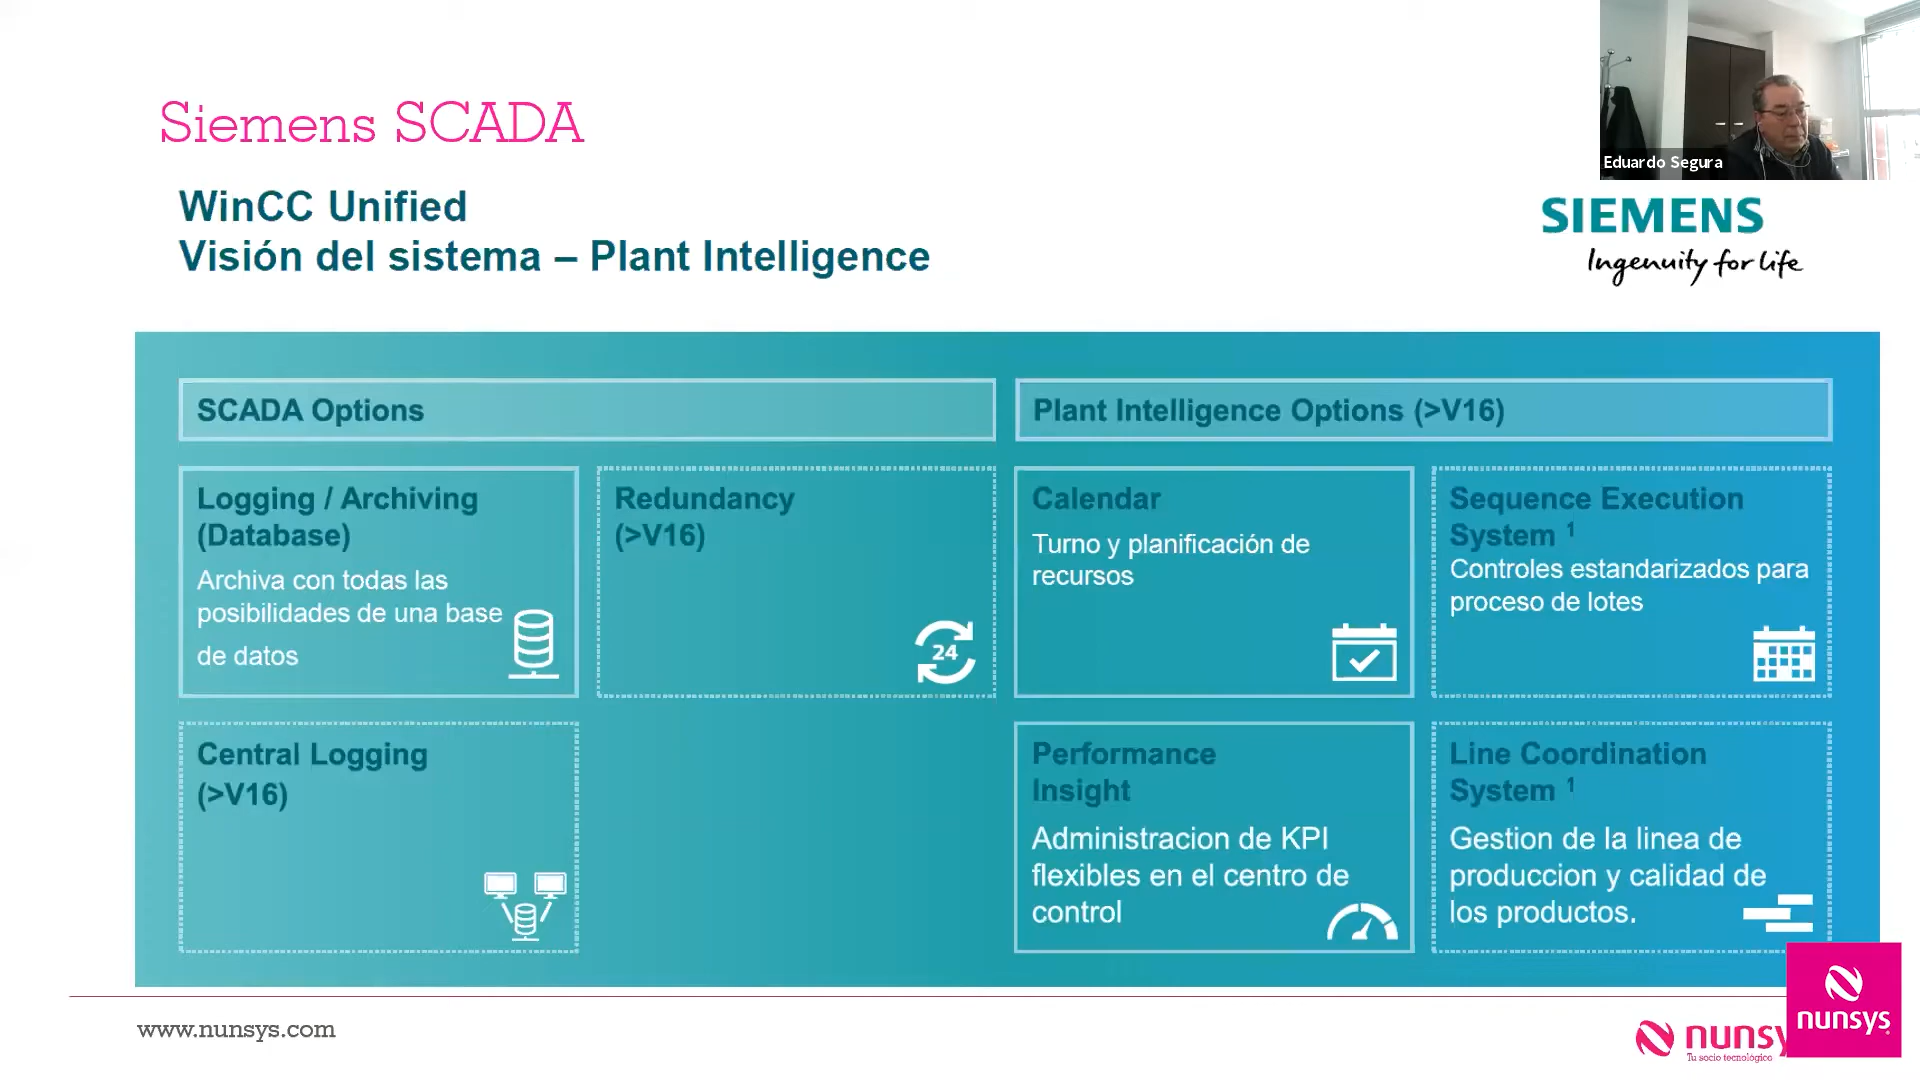 Siemens SCADA
Eduardo Segura
WinCC Unified
Visión del sistema – Plant Intelligence
SIEMENS
Ingenuity for life
SCADA Options
Plant Intelligence Options (>V16)
Logging / Archiving
(Database)
Archiva con todas las
posibilidades de una base
de datos
Redundancy
(>V16)
24
Calendar
Turno y planificación de
recursos
Sequence Execution
System ¹
Controles estandarizados para
proceso de lotes
Central Logging
(>V16)
Performance
Insight
Administracion de KPI
flexibles en el centro de
control
Line Coordination
System ¹
Gestion de la linea de
produccion y calidad de
los productos.
www.nunsys.com
nunsy
Tu socio tecnológico
nunsys